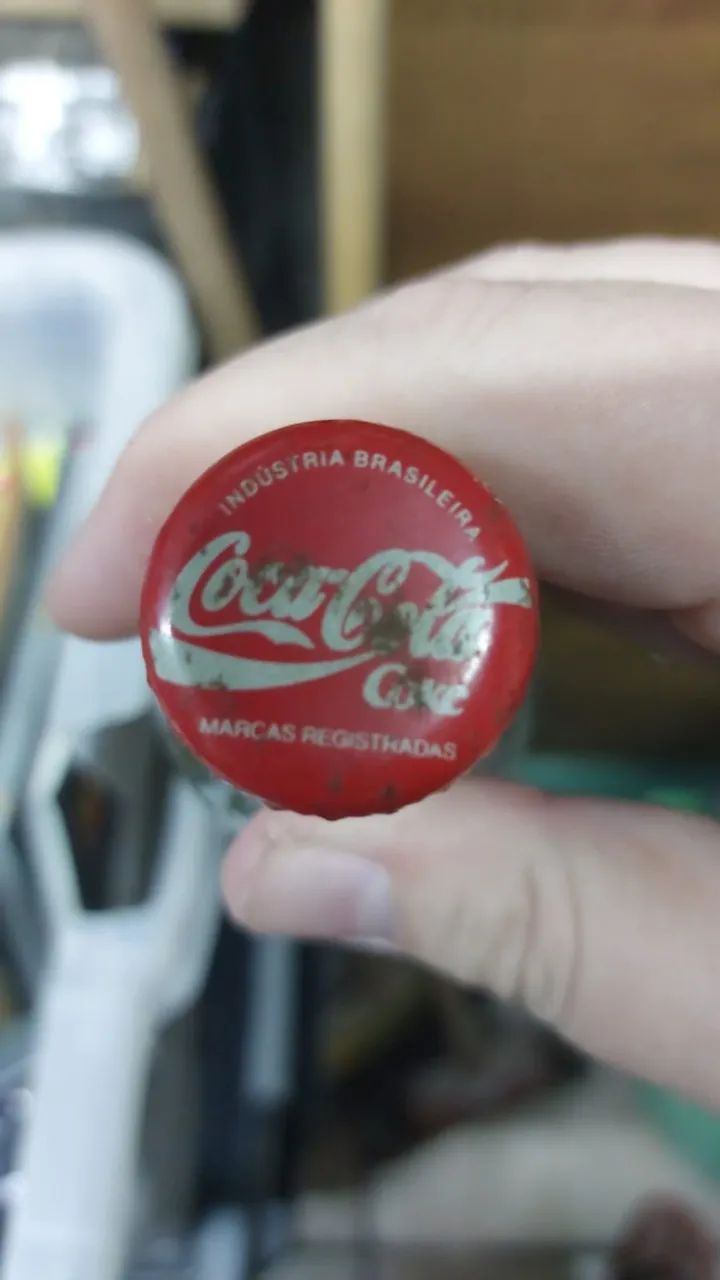 INDÚSTRIA BRASILEIRA
Coca-Cola
Coke
MARCAS REGISTRADAS